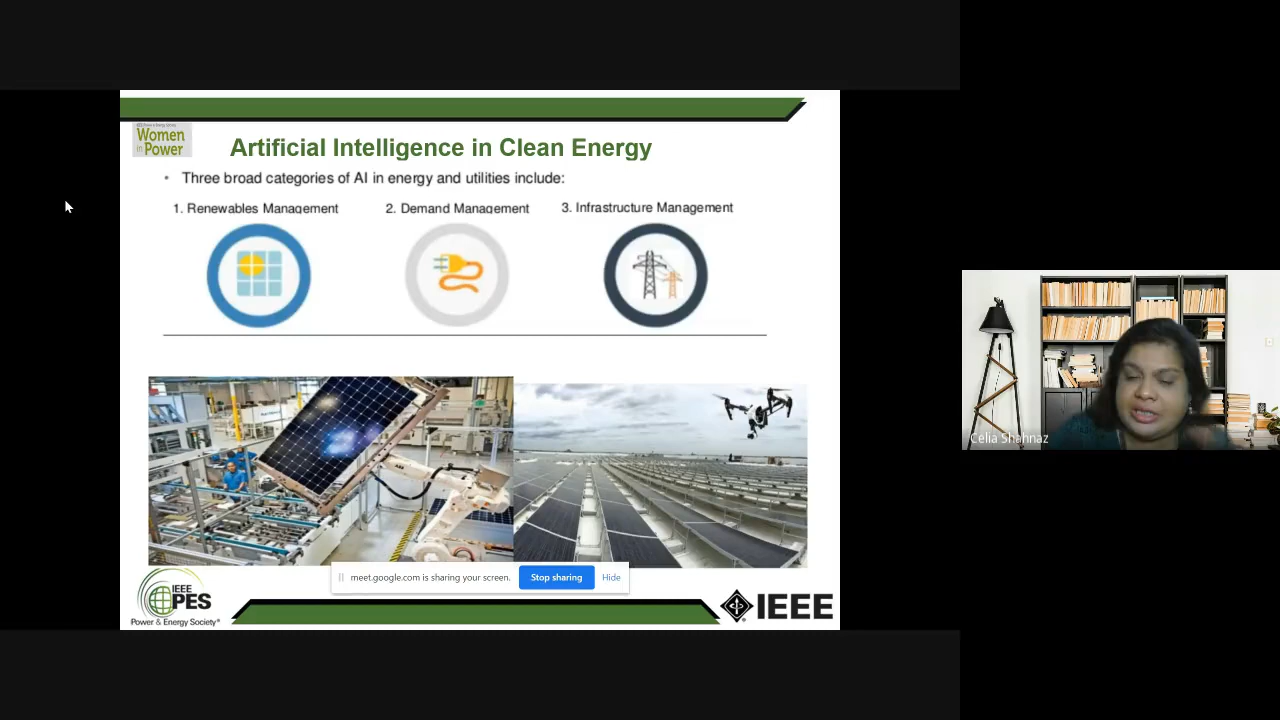 Women
in Power
Artificial Intelligence in Clean Energy
• Three broad categories of AI in energy and utilities include:
1. Renewables Management
2. Demand Management
3. Infrastructure Management
Celia Shahnaz
meet.google.com is sharing your screen.
Stop sharing
Hide
IEEE
PES
Power & Energy Society®
IEEE